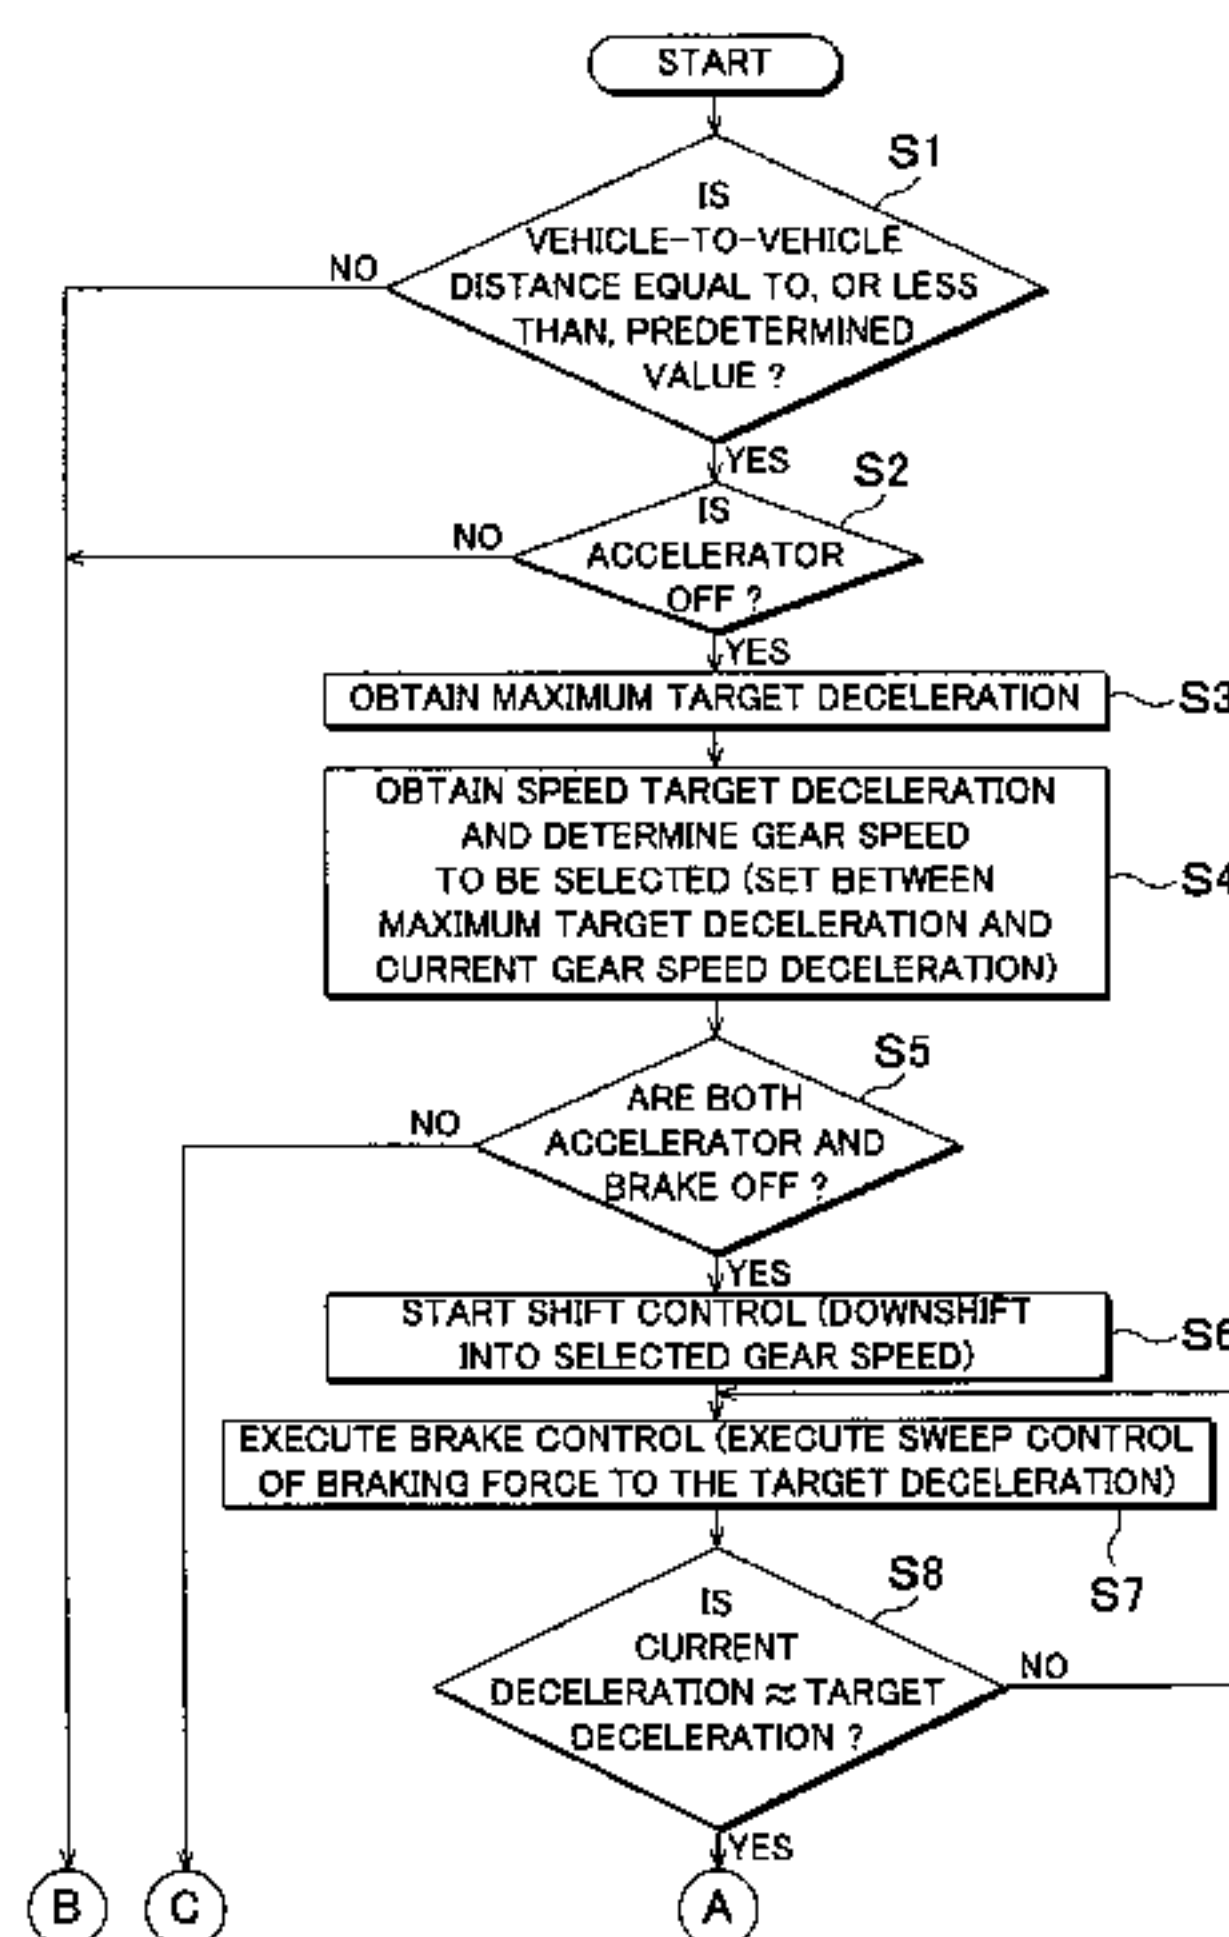 START
S1
IS
VEHICLE-TO-VEHICLE
DISTANCE EQUAL TO, OR LESS
THAN, PREDETERMINED
VALUE ?
NO
YES
S2
IS
ACCELERATOR
OFF ?
NO
YES
OBTAIN MAXIMUM TARGET DECELERATION
S3
OBTAIN SPEED TARGET DECELERATION
AND DETERMINE GEAR SPEED
TO BE SELECTED (SET BETWEEN
MAXIMUM TARGET DECELERATION AND
CURRENT GEAR SPEED DECELERATION)
S4
S5
ARE BOTH
ACCELERATOR AND
BRAKE OFF ?
NO
YES
START SHIFT CONTROL (DOWNSHIFT
INTO SELECTED GEAR SPEED)
S6
EXECUTE BRAKE CONTROL (EXECUTE SWEEP CONTROL
OF BRAKING FORCE TO THE TARGET DECELERATION)
S7
S8
IS
CURRENT
DECELERATION ≈ TARGET
DECELERATION ?
NO
YES
B
C
A